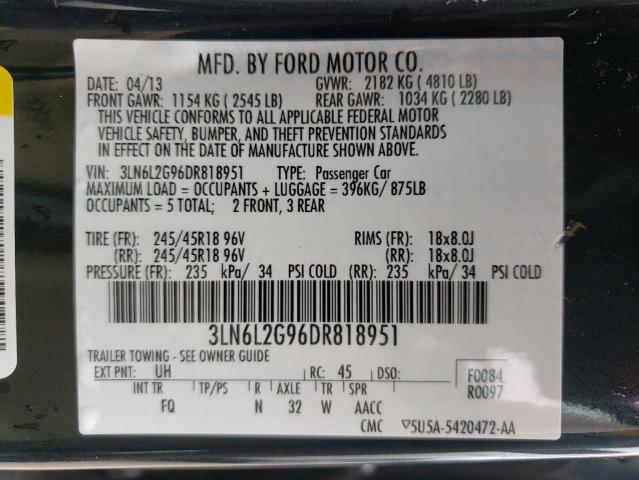 MFD. BY FORD MOTOR CO.
DATE: 04/13 GVWR: 2182 KG ( 4810 LB)
FRONT GAWR: 1154 KG ( 2545 LB) REAR GAWR: 1034 KG ( 2280 LB)
THIS VEHICLE CONFORMS TO ALL APPLICABLE FEDERAL MOTOR
VEHICLE SAFETY, BUMPER, AND THEFT PREVENTION STANDARDS
IN EFFECT ON THE DATE OF MANUFACTURE SHOWN ABOVE.
VIN: 3LN6L2G96DR818951 TYPE: Passenger Car
MAXIMUM LOAD = OCCUPANTS + LUGGAGE = 396KG/ 875LB
OCCUPANTS = 5 TOTAL; 2 FRONT, 3 REAR
TIRE (FR): 245/45R18 96V RIMS (FR): 18x8.0J
(RR): 245/45R18 96V (RR): 18x8.0J
PRESSURE (FR): 235 kPa/ 34 PSI COLD (RR): 235 kPa/ 34 PSI COLD
3LN6L2G96DR818951
TRAILER TOWING - SEE OWNER GUIDE
EXT PNT: UH RC: 45 DSO: F0084
R0097
INT TR TP/PS R AXLE TR SPR
FQ N 32 W AACC
CMC ▽5U5A-5420472-AA